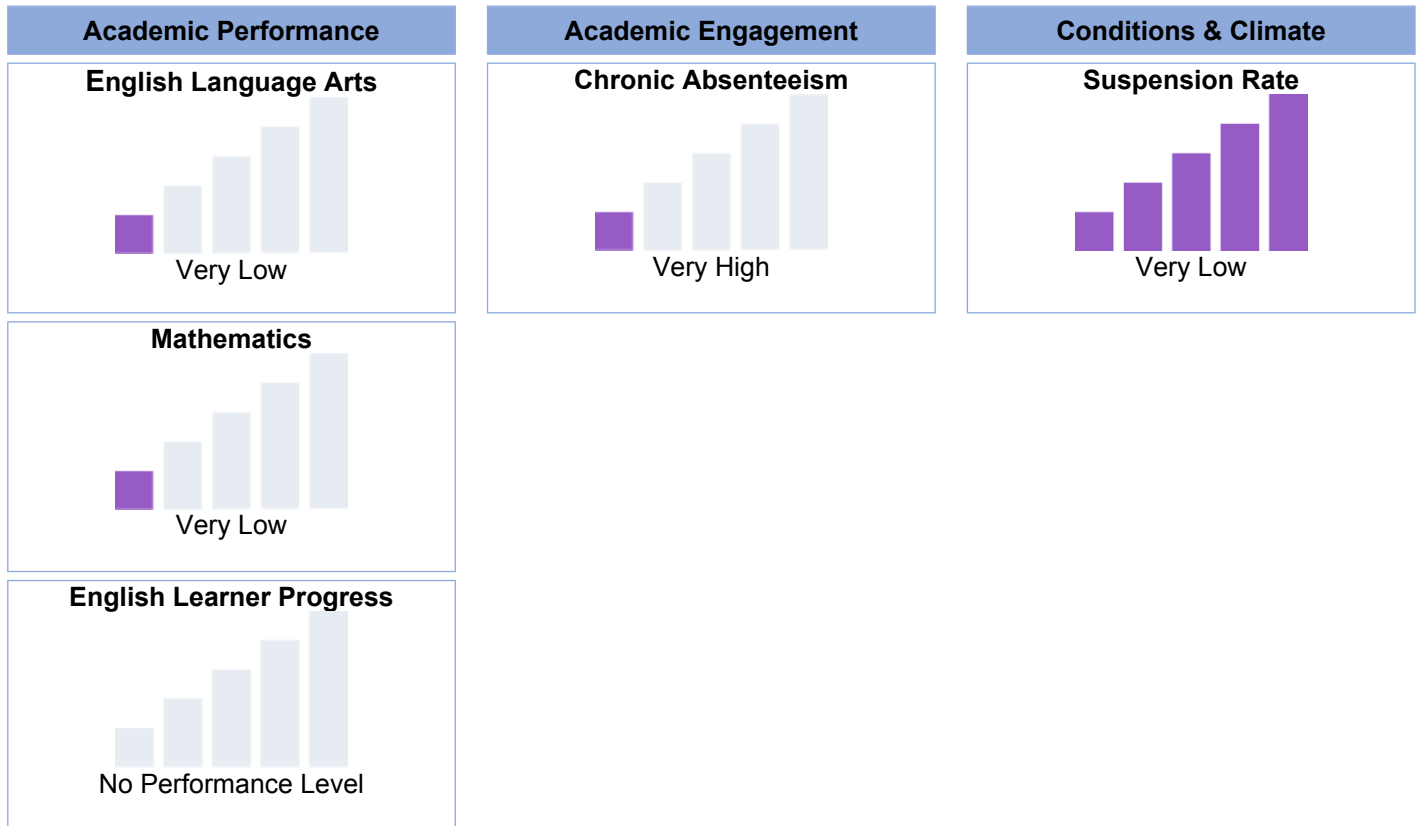 Academic Performance
Academic Engagement
Conditions & Climate
English Language Arts
Very Low
Chronic Absenteeism
Very High
Suspension Rate
Very Low
Mathematics
Very Low
English Learner Progress
No Performance Level